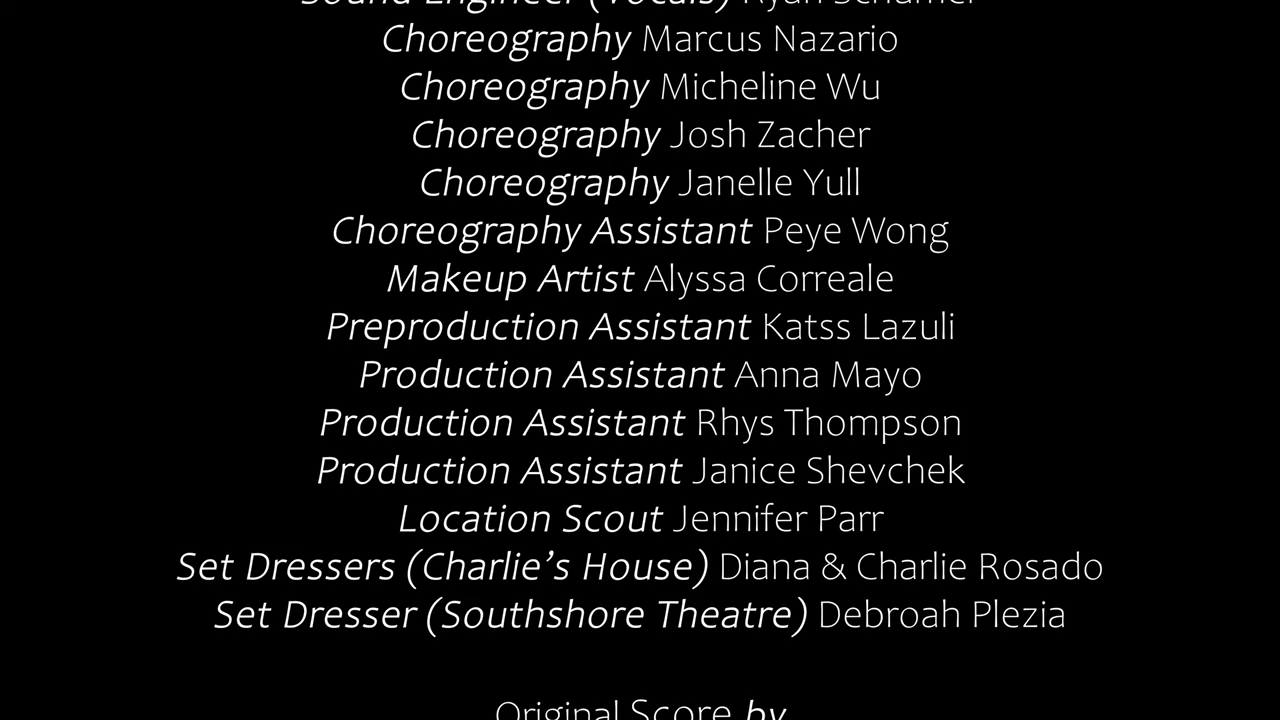 Sound Engineer (Vocals) Ryan
Choreography Marcus Nazario
Choreography Micheline Wu
Choreography Josh Zacher
Choreography Janelle Yull
Choreography Assistant Peye Wong
Makeup Artist Alyssa Correale
Preproduction Assistant Katss Lazuli
Production Assistant Anna Mayo
Production Assistant Rhys Thompson
Production Assistant Janice Shevchek
Location Scout Jennifer Parr
Set Dressers (Charlie’s House) Diana & Charlie Rosado
Set Dresser (Southshore Theatre) Debroah Plezia
Original Score by